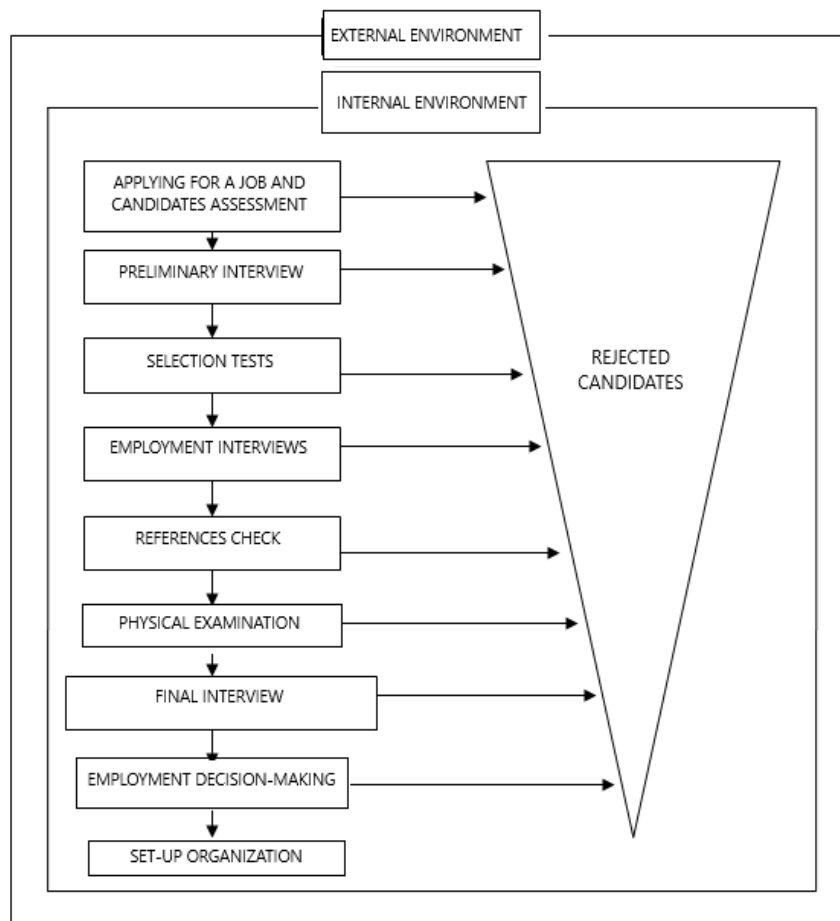 EXTERNAL ENVIRONMENT
INTERNAL ENVIRONMENT
APPLYING FOR A JOB AND
CANDIDATES ASSESSMENT
PRELIMINARY INTERVIEW
SELECTION TESTS
REJECTED
CANDIDATES
EMPLOYMENT INTERVIEWS
REFERENCES CHECK
PHYSICAL EXAMINATION
FINAL INTERVIEW
EMPLOYMENT DECISION-MAKING
SET-UP ORGANIZATION